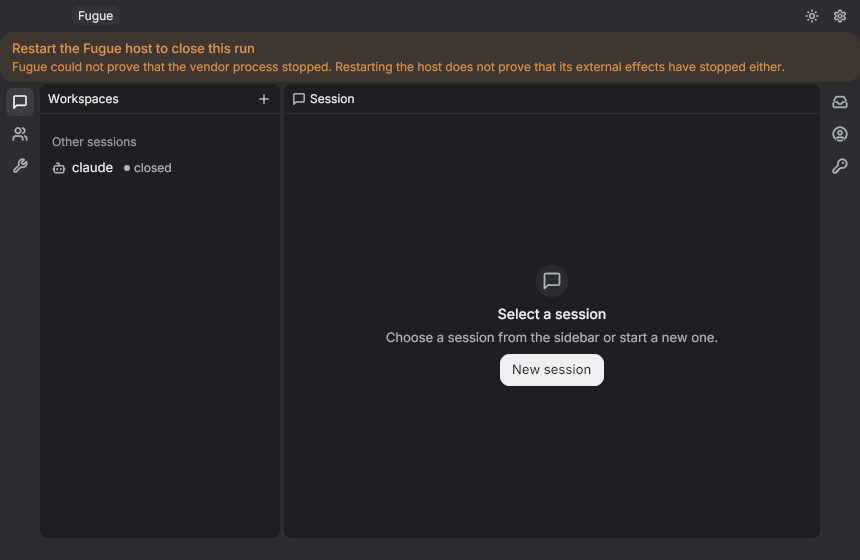 Fugue
Restart the Fugue host to close this run
Fugue could not prove that the vendor process stopped. Restarting the host does not prove that its external effects have stopped either.
Workspaces
Session
Other sessions
claude closed
Select a session
Choose a session from the sidebar or start a new one.
New session